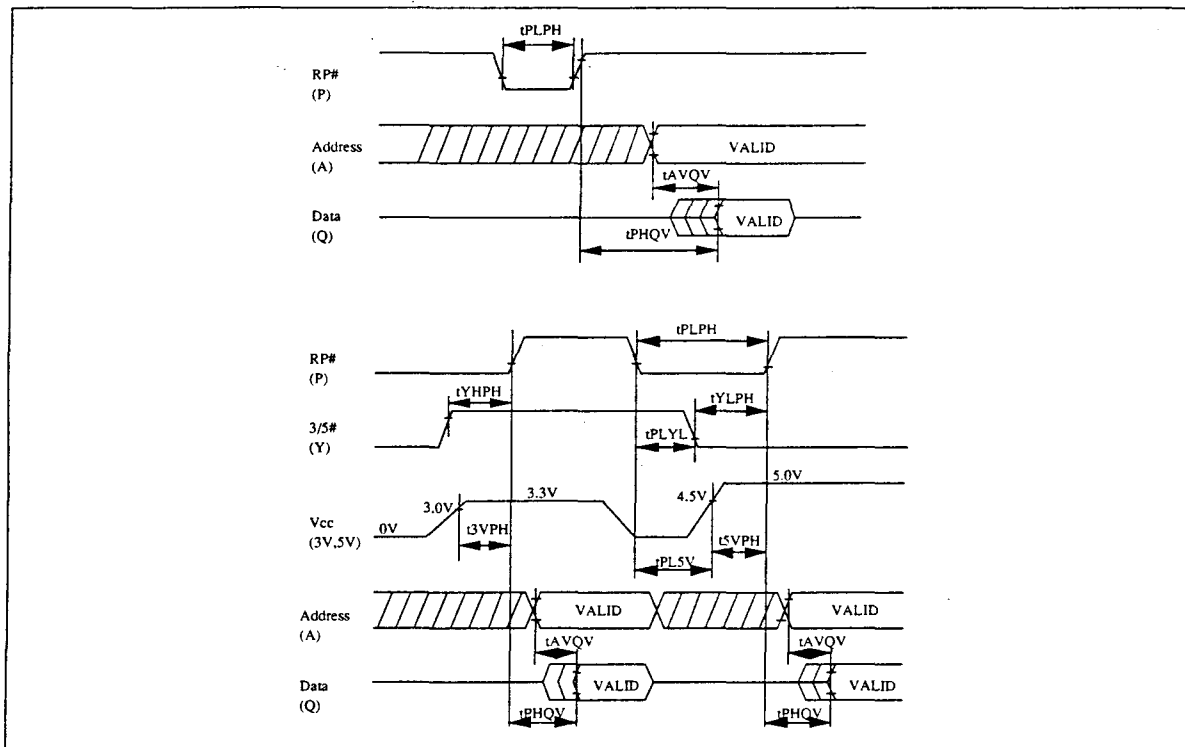 tPLPH
RP#
(P)
Address
(A)
VALID
tAVQV
Data
(Q)
VALID
tPHQV
tPLPH
RP#
(P)
tYHPH
tYLPH
3/5#
(Y)
tPLYL
5.0V
4.5V
3.3V
3.0V
0V
Vcc
(3V,5V)
t3VPH
t5VPH
tPL5V
Address
(A)
VALID
VALID
tAVQV
tAVQV
Data
(Q)
VALID
VALID
tPHQV
tPHQV